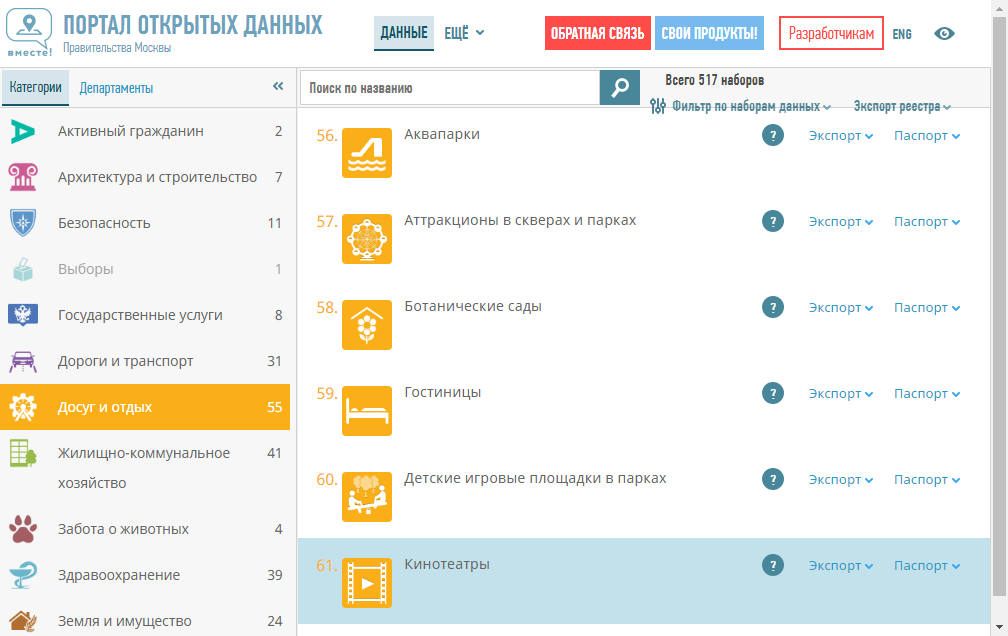 ПОРТАЛ ОТКРЫТЫХ ДАННЫХ
Правительства Москвы
вместе!
ДАННЫЕ
ЕЩЁ
ОБРАТНАЯ СВЯЗЬ
СВОИ ПРОДУКТЫ!
Разработчикам
ENG
Категории
Департаменты
«
Поиск по названию
Всего 517 наборов
Фильтр по наборам данных
Экспорт реестра
Активный гражданин 2
Архитектура и строительство 7
Безопасность 11
Выборы 1
Государственные услуги 8
Дороги и транспорт 31
Досуг и отдых 55
Жилищно-коммунальное 41
хозяйство
Забота о животных 4
Здравоохранение 39
Земля и имущество 24
56. Аквапарки ? Экспорт Паспорт
57. Аттракционы в скверах и парках ? Экспорт Паспорт
58. Ботанические сады ? Экспорт Паспорт
59. Гостиницы ? Экспорт Паспорт
60. Детские игровые площадки в парках ? Экспорт Паспорт
61. Кинотеатры ? Экспорт Паспорт